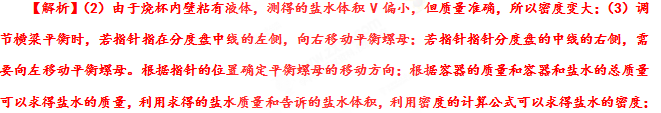 【解析】（2）由于烧杯内壁粘有液体，测得的盐水体积 V 偏小，但质量准确，所以密度变大；（3）调
节横梁平衡时，若指针指在分度盘中线的左侧，向右移动平衡螺母；若指针指针分度盘的中线的右侧，需
要向左移动平衡螺母。根据指针的位置确定平衡螺母的移动方向；根据容器的质量和容器和盐水的总质量
可以求得盐水的质量，利用求得的盐水质量和告诉的盐水体积，利用密度的计算公式可以求得盐水的密度；